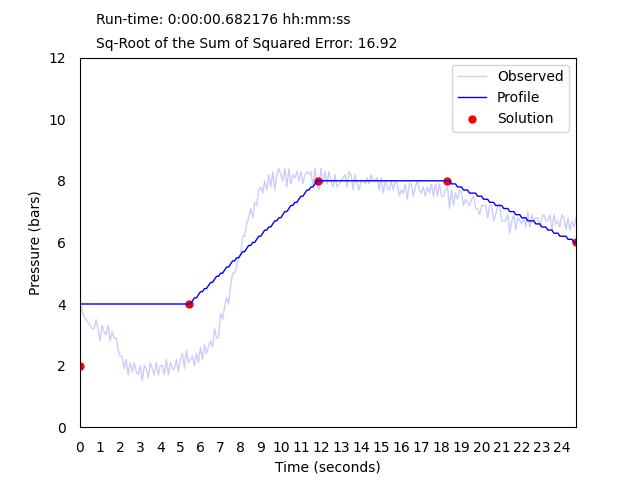 Run-time: 0:00:00.682176 hh:mm:ss
Sq-Root of the Sum of Squared Error: 16.92
12
10
8
6
4
2
0
Pressure (bars)
Observed
Profile
Solution
0 1 2 3 4 5 6 7 8 9 10 11 12 13 14 15 16 17 18 19 20 21 22 23 24
Time (seconds)